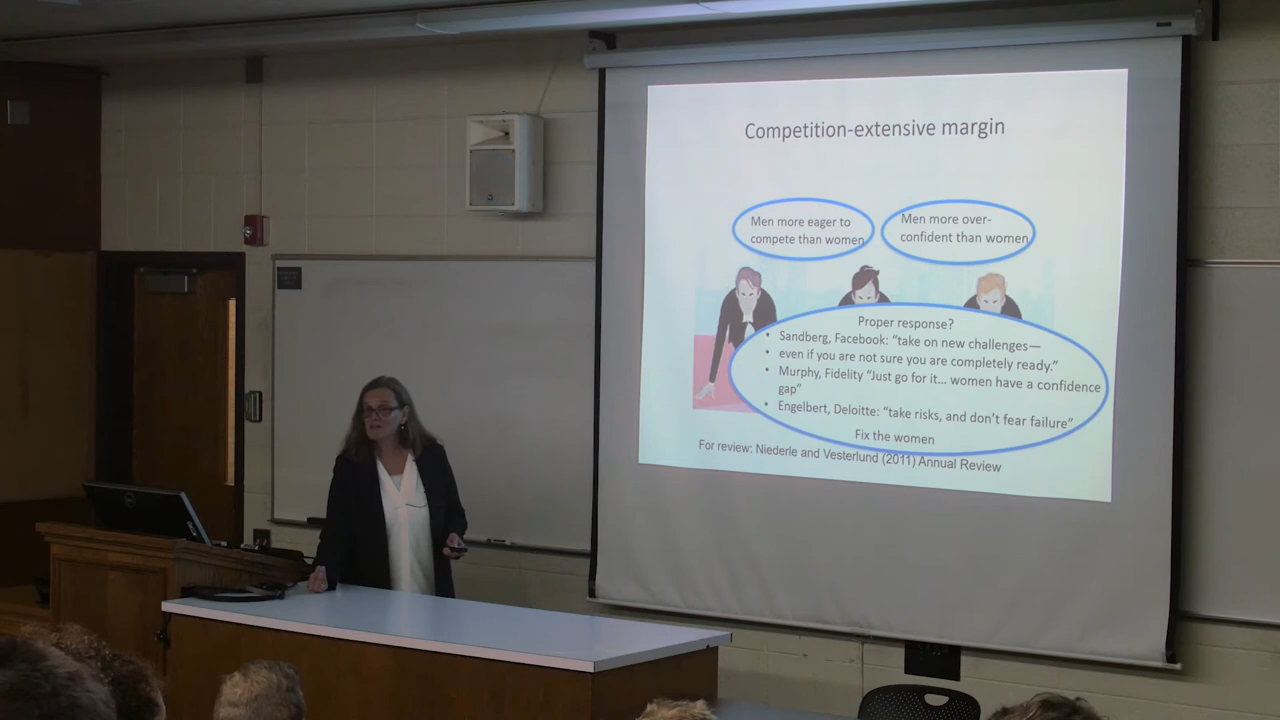 Competition-extensive margin
Men more eager to
compete than women
Men more over-
confident than women
Proper response?
• Sandberg, Facebook: “take on new challenges—
• even if you are not sure you are completely ready.”
• Murphy, Fidelity “Just go for it... women have a confidence
gap”
• Engelbert, Deloitte: “take risks, and don’t fear failure”
Fix the women
For review: Niederle and Vesterlund (2011) Annual Review
DELL